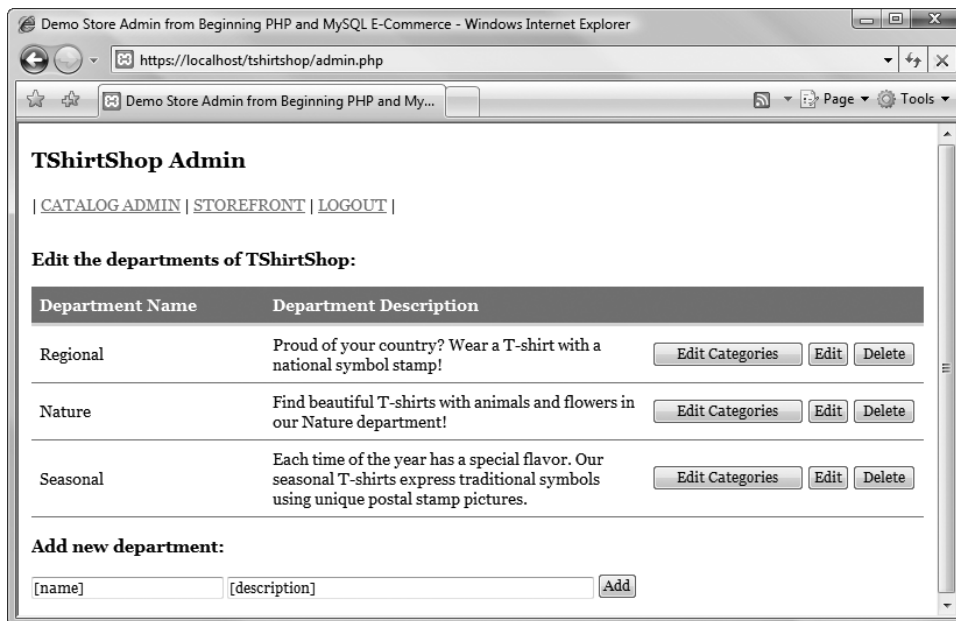 Demo Store Admin from Beginning PHP and MySQL E-Commerce - Windows Internet Explorer
https://localhost/tshirtshop/admin.php
Demo Store Admin from Beginning PHP and My...
Page
Tools
TShirtShop Admin
| CATALOG ADMIN | STOREFRONT | LOGOUT |
Edit the departments of TShirtShop:
Department Name Department Description
Regional
Proud of your country? Wear a T-shirt with a
national symbol stamp!
Edit Categories Edit Delete
Nature
Find beautiful T-shirts with animals and flowers in
our Nature department!
Edit Categories Edit Delete
Seasonal
Each time of the year has a special flavor. Our
seasonal T-shirts express traditional symbols
using unique postal stamp pictures.
Edit Categories Edit Delete
Add new department:
[name] [description] Add